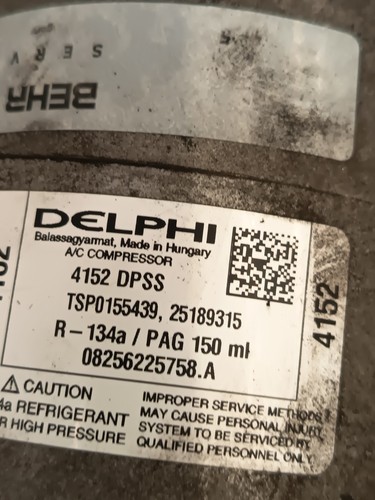 BEHR
SERV
DELPHI
Balassagyarmat, Made in Hungary
A/C COMPRESSOR
4152 DPSS
TSP0155439, 25189315
R-134a / PAG 150 ml
08256225758.A
4152
CAUTION
REFRIGERANT
HIGH PRESSURE
IMPROPER SERVICE METHODS
MAY CAUSE PERSONAL INJURY.
SYSTEM TO BE SERVICED BY
QUALIFIED PERSONNEL ONLY